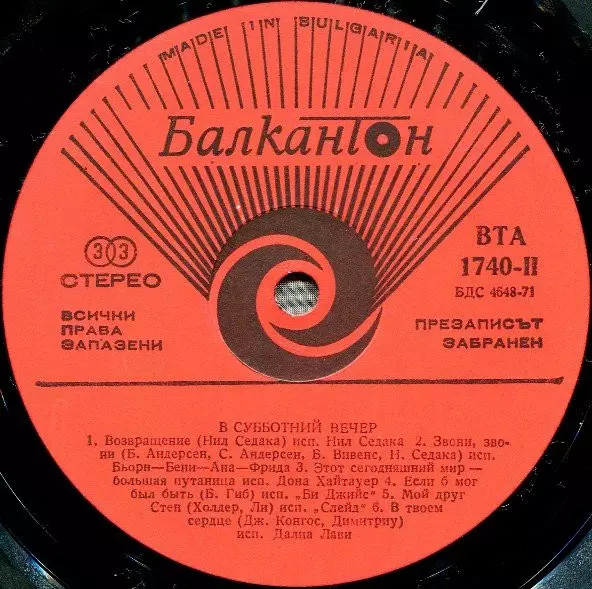 MADE IN BULGARIA
Балкантон
33
СТЕРЕО
ВСИЧКИ
ПРАВА
ЗАПАЗЕНИ
ВТА
1740-II
БДС 4648-71
ПРЕЗАПИСЪТ
ЗАБРАНЕН
В СУББОТНИЙ ВЕЧЕР
1. Возвращение (Нил Седака) исп. Нил Седака 2. Звони, зво-
ни (Б. Андерсен, С. Андерсен, Б. Вивенс, Н. Седака) исп.
Бьорн—Бени—Ана—Фрида 3. Этот сегодняшний мир —
большая путаница исп. Дона Хайтауер 4. Если б мог
был быть (Б. Гиб) исп. „Би Джийс" 5. Мой друг
Стен (Холлер, Ли) исп. „Слейд" 6. В твоем
сердце (Дж. Конгос, Димитриу)
исп. Далиа Лави